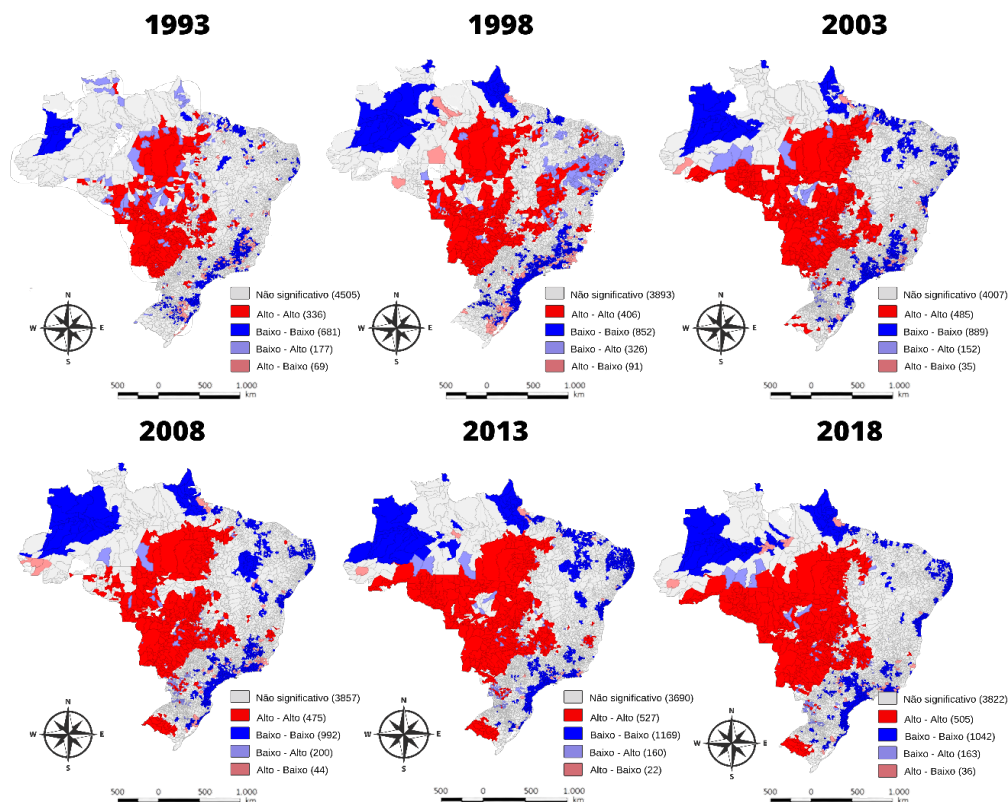 1993
N
W
E
S
Não significativo (4505)
Alto - Alto (336)
Baixo - Baixo (681)
Baixo - Alto (177)
Alto - Baixo (69)
500 0 500 1.000
km
1998
N
W
E
S
Não significativo (3893)
Alto - Alto (406)
Baixo - Baixo (852)
Baixo - Alto (326)
Alto - Baixo (91)
500 0 500 1.000
km
2003
N
W
E
S
Não significativo (4007)
Alto - Alto (485)
Baixo - Baixo (889)
Baixo - Alto (152)
Alto - Baixo (35)
500 0 500 1.000
km
2008
N
W
E
S
Não significativo (3857)
Alto - Alto (475)
Baixo - Baixo (992)
Baixo - Alto (200)
Alto - Baixo (44)
500 0 500 1.000
km
2013
N
W
E
S
Não significativo (3690)
Alto - Alto (527)
Baixo - Baixo (1169)
Baixo - Alto (160)
Alto - Baixo (22)
500 0 500 1.000
km
2018
N
W
E
S
Não significativo (3822)
Alto - Alto (505)
Baixo - Baixo (1042)
Baixo - Alto (163)
Alto - Baixo (36)
500 0 500 1.000
km